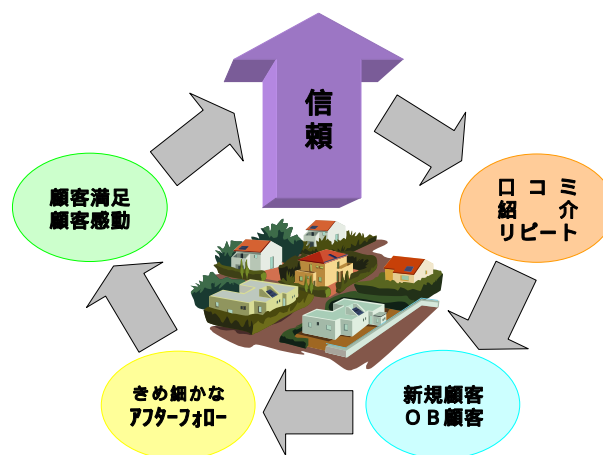 信
頼
口 コ ミ
紹 介
リピート
新規顧客
ＯＢ顧客
きめ細かな
ｱﾌﾀｰﾌｫﾛｰ
顧客満足
顧客感動